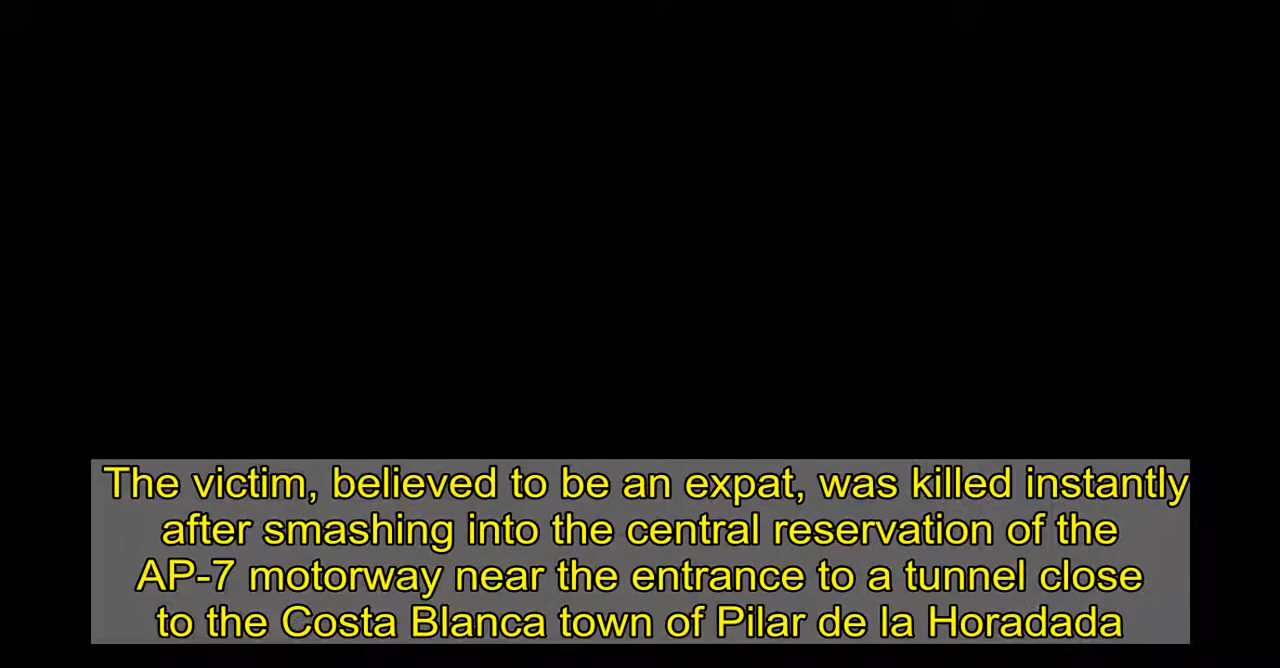 The victim, believed to be an expat, was killed instantly
after smashing into the central reservation of the
AP-7 motorway near the entrance to a tunnel close
to the Costa Blanca town of Pilar de la Horadada